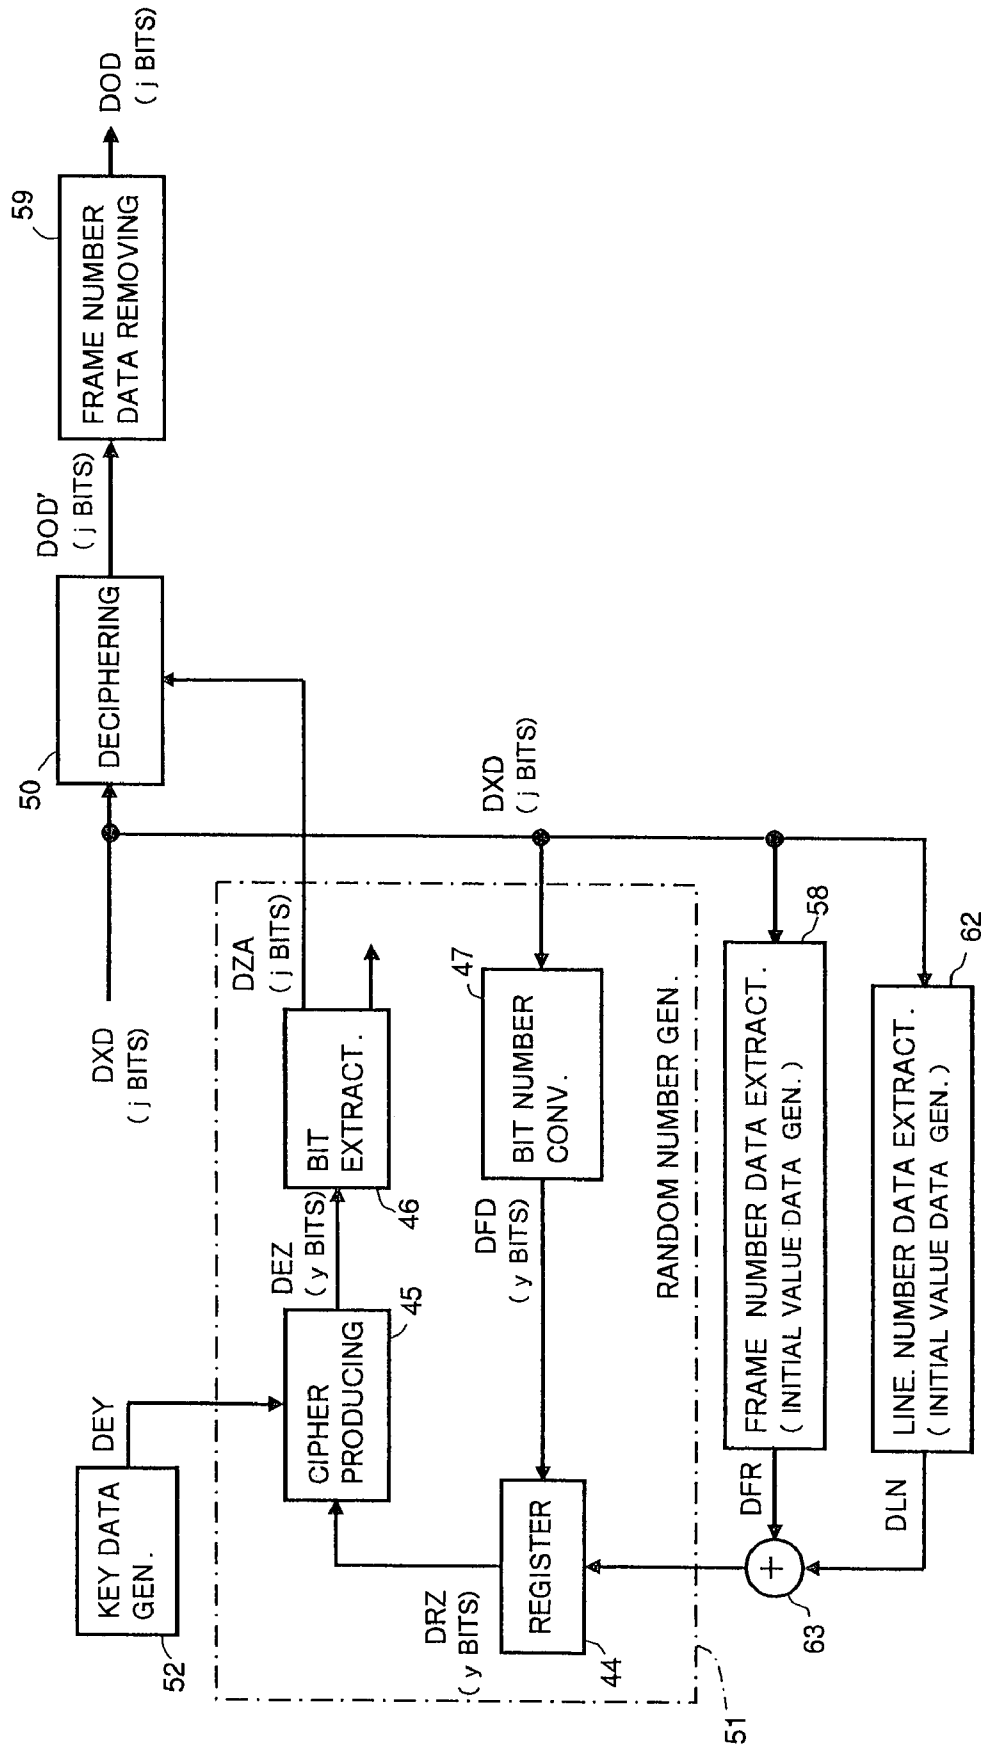 DXD
( j BITS)
50
DECIPHERING
DOD'
( j BITS)
59
FRAME NUMBER
DATA REMOVING
DOD
( j BITS)
52
KEY DATA
GEN.
DEY
CIPHER
PRODUCING
45
DEZ
( y BITS)
BIT
EXTRACT.
46
DZA
( j BITS)
DRZ
( y BITS)
REGISTER
44
DFD
( y BITS)
47
BIT NUMBER
CONV.
DXD
( j BITS)
51
RANDOM NUMBER GEN.
63
+
DFR
FRAME NUMBER DATA EXTRACT.
( INITIAL VALUE DATA GEN. )
58
DLN
LINE. NUMBER DATA EXTRACT.
( INITIAL VALUE DATA GEN. )
62